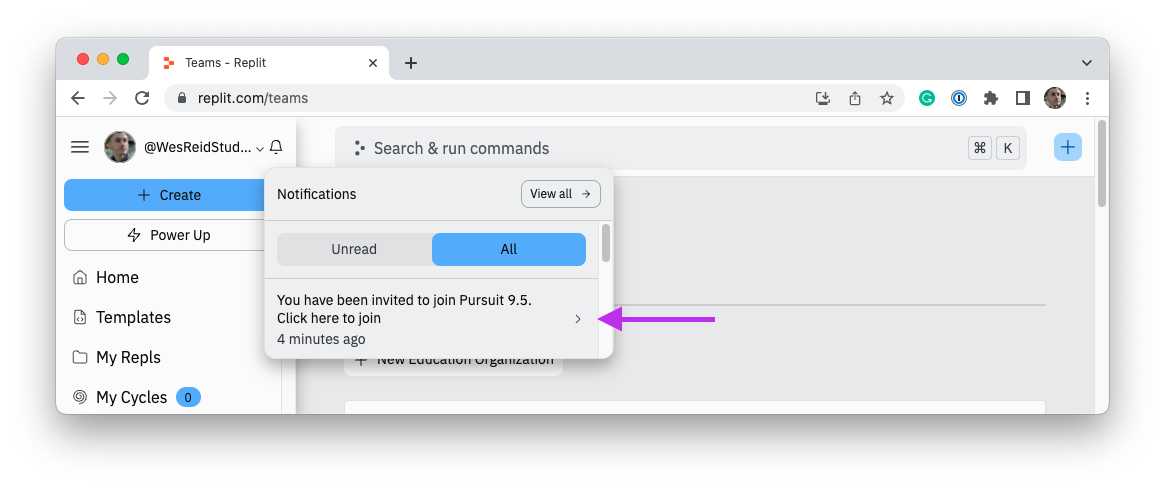 Teams - Replit
replit.com/teams
@WesReidStud...
Search & run commands
⌘ K
+ Create
Power Up
Home
Templates
My Repls
My Cycles 0
Notifications
View all →
Unread
All
You have been invited to join Pursuit 9.5.
Click here to join
4 minutes ago
+ New Education Organization